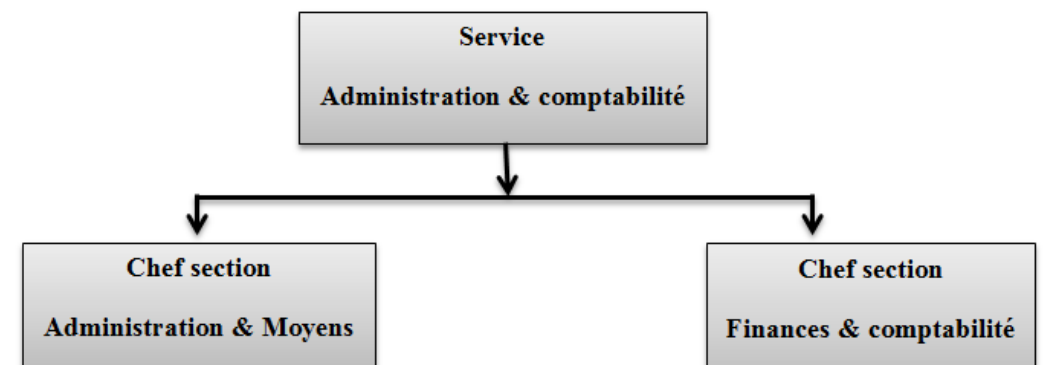 Service
Administration & comptabilité
Chef section
Administration & Moyens
Chef section
Finances & comptabilité